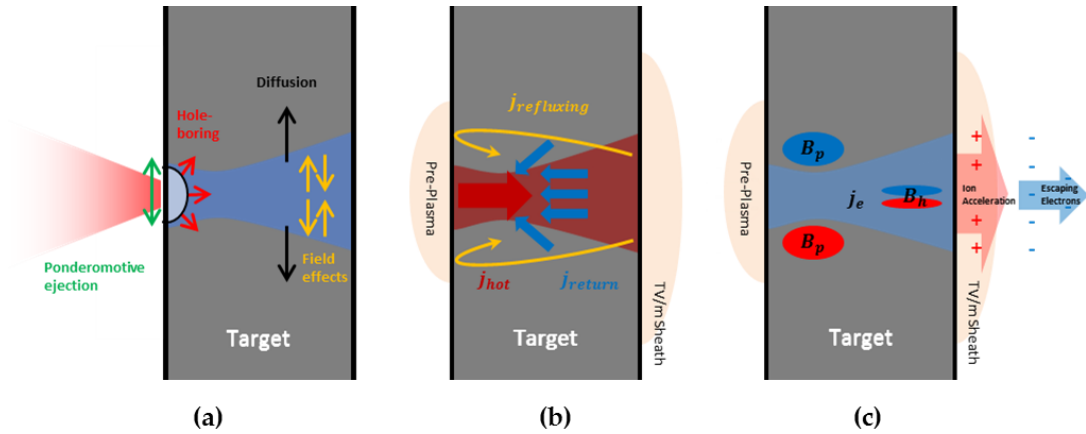 Diffusion
Hole-
boring
Ponderomotive
ejection
Field
effects
Target
(a)
j_refluxing
Pre-Plasma
j_hot
j_return
TV/m Sheath
Target
(b)
Pre-Plasma
B_p
j_e
B_h
B_p
+
+
+
+
-
-
-
-
-
-
-
-
Ion
Acceleration
Escaping
Electrons
TV/m Sheath
Target
(c)